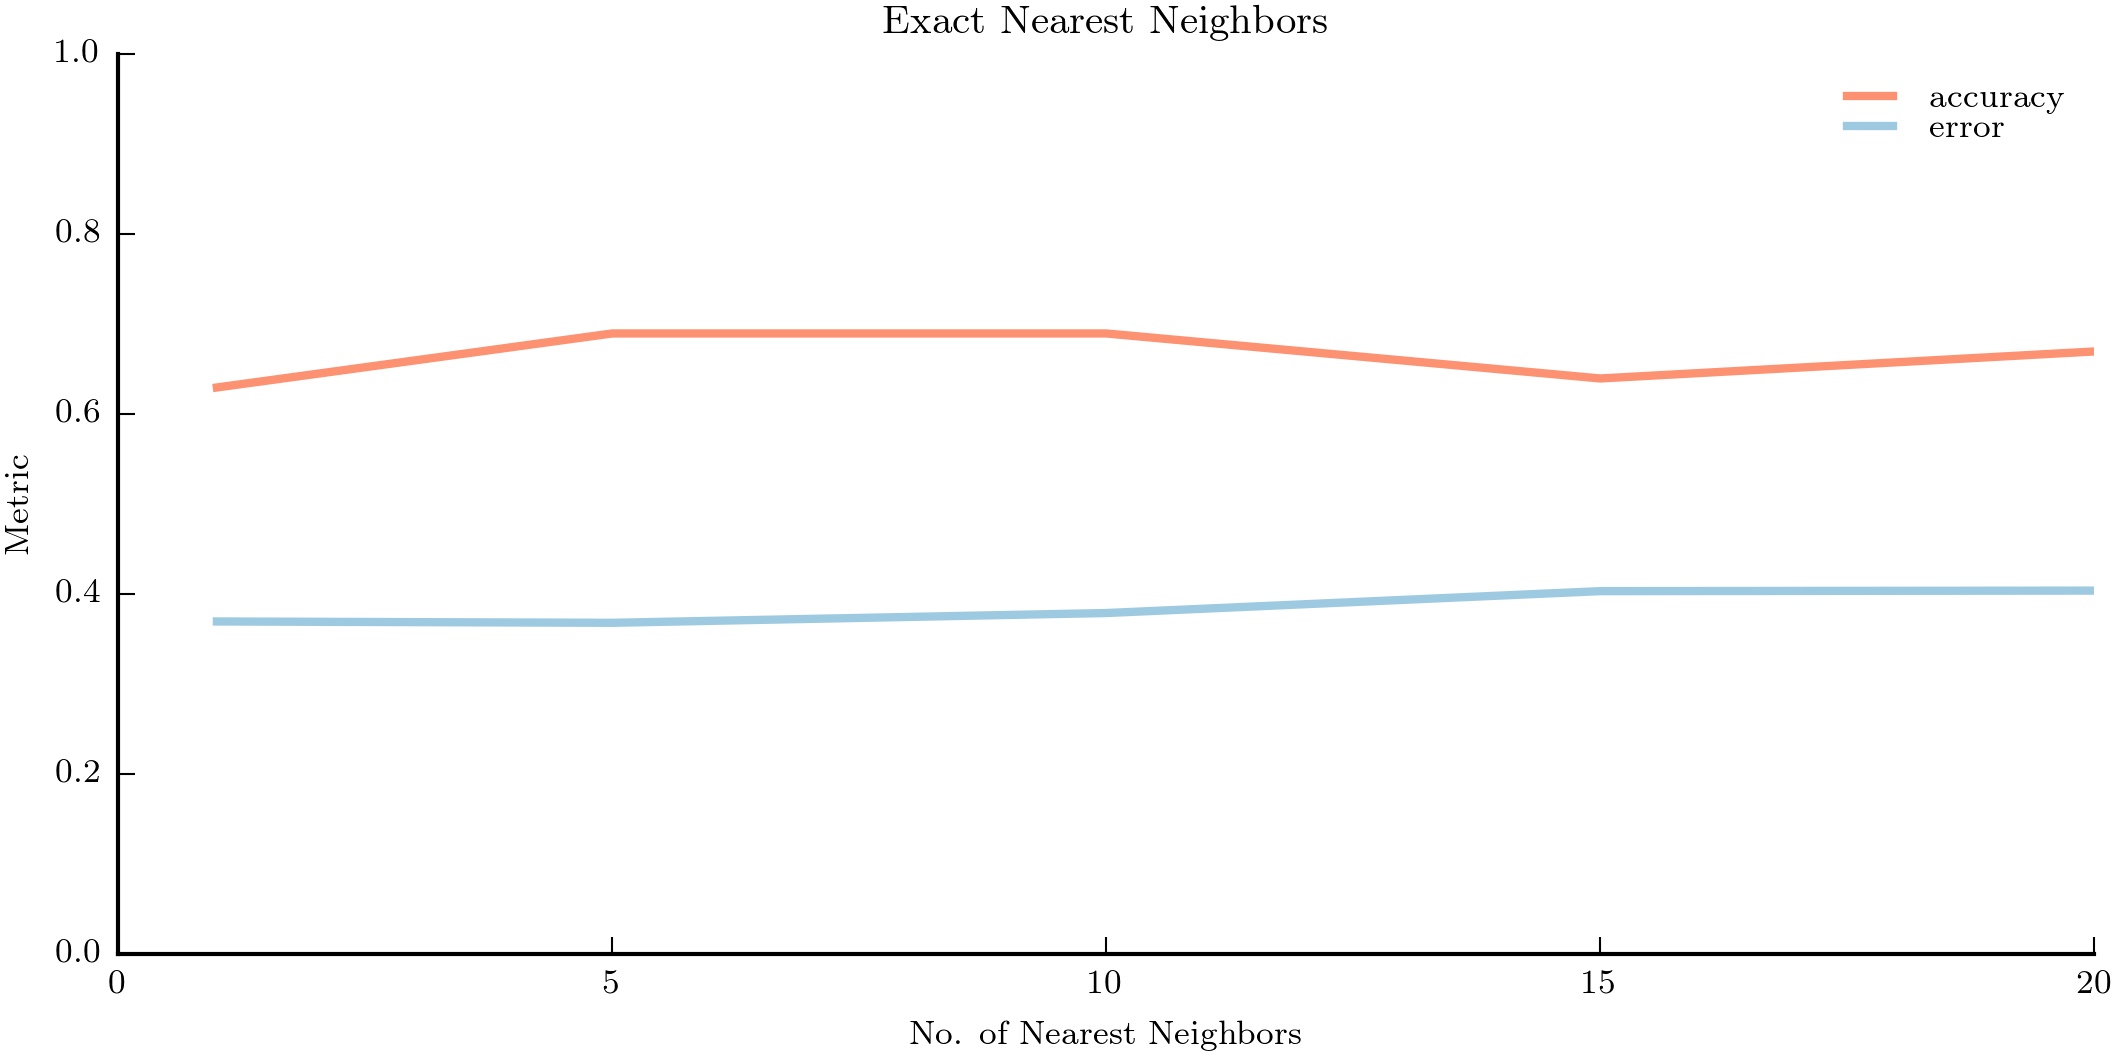 Exact Nearest Neighbors
1.0
accuracy
error
0.8
0.6
Metric
0.4
0.2
0.0
0 5 10 15 20
No. of Nearest Neighbors